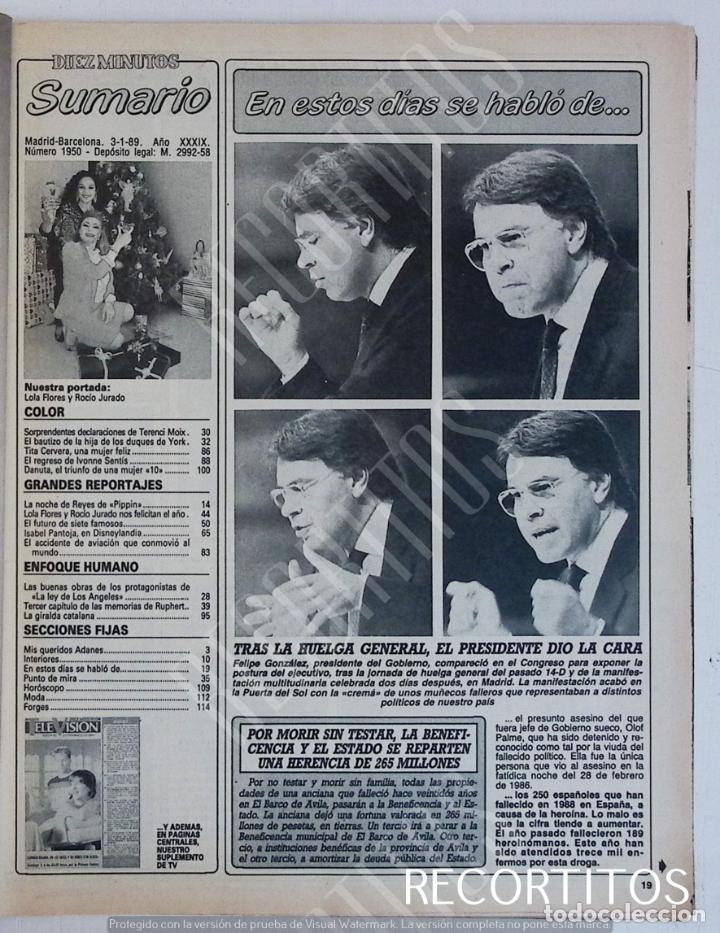 DIEZ MINUTOS
Sumario
Madrid-Barcelona. 3-1-89. Año XXXIX.
Número 1950 - Depósito legal: M. 2992-58
Nuestra portada:
Lola Flores y Rocío Jurado
COLOR
Sorprendentes declaraciones de Terenci Moix. 30
El bautizo de la hija de los duques de York. 32
Tita Cervera, una mujer feliz 86
El regreso de Ivonne Sentís 88
Danuta, el triunfo de una mujer «10» 100
GRANDES REPORTAJES
La noche de Reyes de «Pippin» 14
Lola Flores y Rocío Jurado nos felicitan el año. 44
El futuro de siete famosos 50
Isabel Pantoja, en Disneylandia 65
El accidente de aviación que conmovió al
mundo 83
ENFOQUE HUMANO
Las buenas obras de los protagonistas de
«La ley de Los Angeles» 28
Tercer capítulo de las memorias de Ruphert.. 39
La giralda catalana 95
SECCIONES FIJAS
Mis queridos Adanes 3
Interiores 10
En estos días se habló de... 19
Punto de mira 35
Horóscopo 109
Moda 112
Forges 114
TELEVISION
...Y ADEMAS,
EN PAGINAS
CENTRALES,
NUESTRO
SUPLEMENTO
DE TV
En estos días se habló de...
TRAS LA HUELGA GENERAL, EL PRESIDENTE DIO LA CARA
Felipe González, presidente del Gobierno, compareció en el Congreso para exponer la
postura del ejecutivo, tras la jornada de huelga general del pasado 14-D y de la manifes-
tación multitudinaria celebrada dos días después, en Madrid. La manifestación acabó en
la Puerta del Sol con la «cremá» de unos muñecos falleros que representaban a distintos
políticos de nuestro país
POR MORIR SIN TESTAR, LA BENEFI-
CENCIA Y EL ESTADO SE REPARTEN
UNA HERENCIA DE 265 MILLONES
Por no testar y morir sin familia, todas las propie-
dades de una anciana que falleció hace veintidós años
en El Barco de Avila, pasarán a la Beneficencia y al Es-
tado. La anciana dejó una fortuna valorada en 265 mi-
llones de pesetas, en tierras. Un tercio irá a parar a la
Beneficencia municipal de El Barco de Avila. Otro ter-
cio, a instituciones benéficas de la provincia de Avila y
el otro tercio, a amortizar la deuda pública del Estado.
... el presunto asesino del que
fuera jefe de Gobierno sueco, Olof
Palme, que ha sido detenido y re-
conocido como tal por la viuda del
fallecido político. Ella fue la única
persona que vio al asesino en la
fatídica noche del 28 de febrero
de 1986.
... los 250 españoles que han
fallecido en 1988 en España, a
causa de la heroína. Lo malo es
que la cifra tiende a aumentar.
El año pasado fallecieron 189
heroinómanos. Este año han
sido atendidos trece mil en-
fermos por esta droga.
19
RECORTITOS
RECORTITOS
RECORTITOS
RECORTITOS
todocoleccion
Protegido con la versión de prueba de Visual Watermark. La versión completa no pone esta marca.